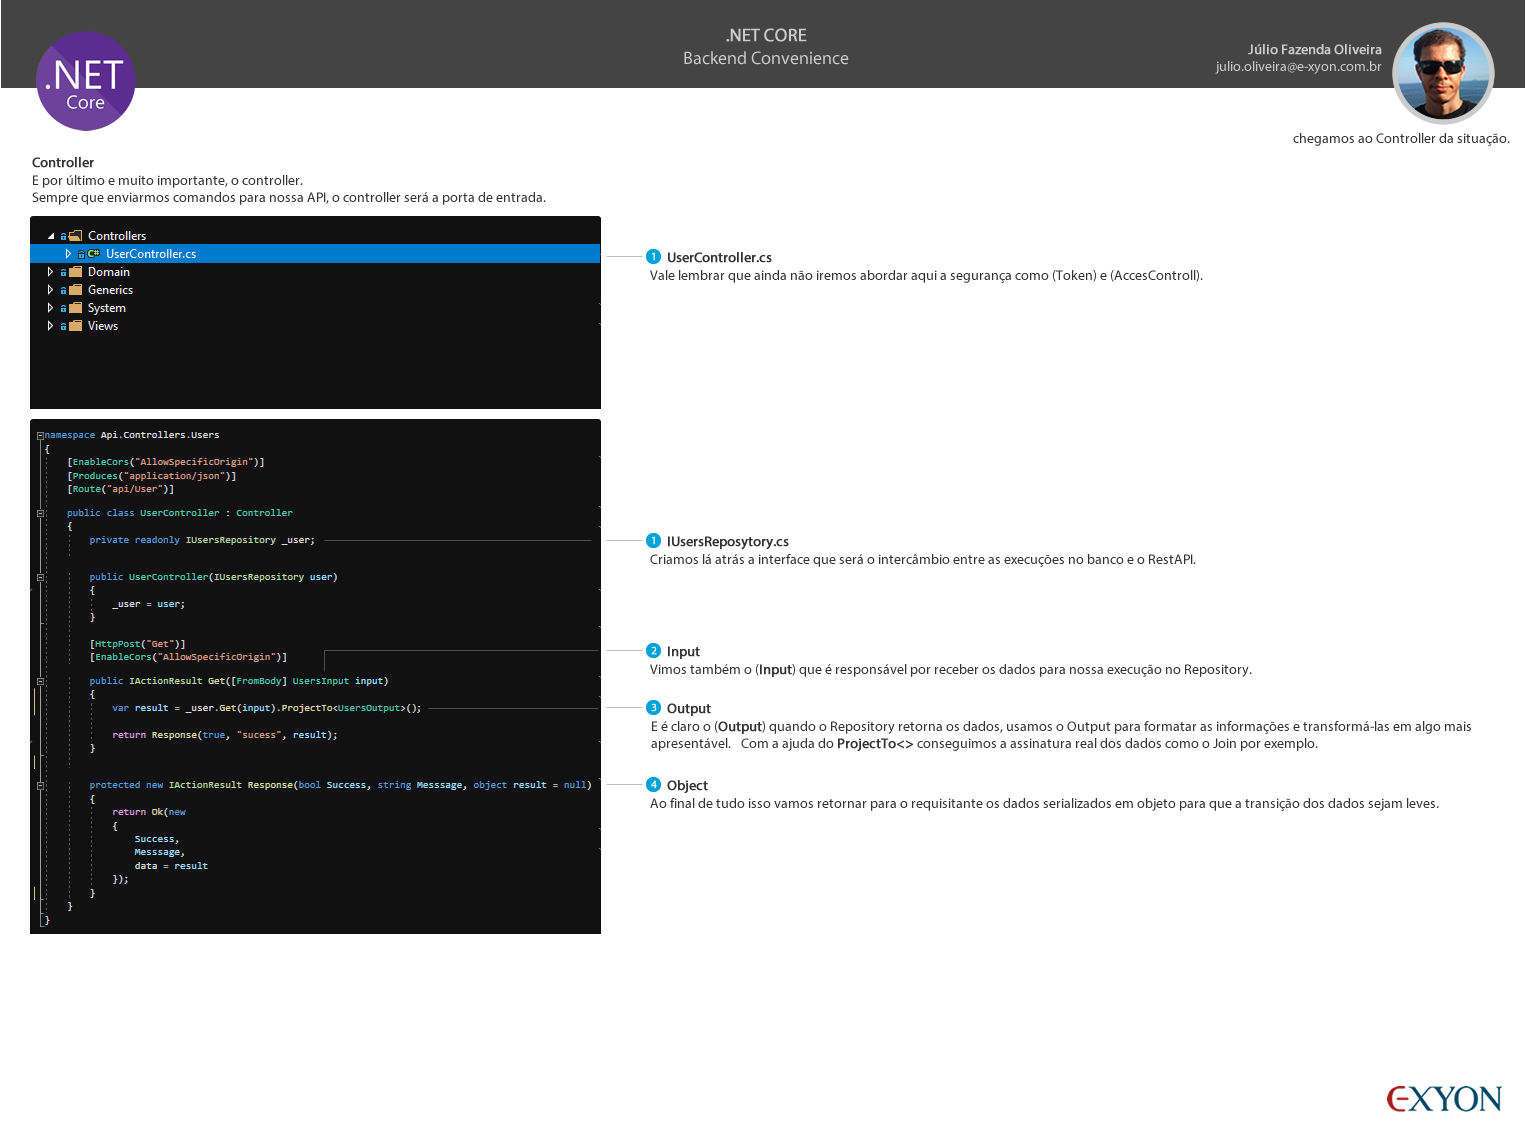 .NET CORE
Backend Convenience
.NET
Core
Júlio Fazenda Oliveira
julio.oliveira@e-xyon.com.br
chegamos ao Controller da situação.
Controller
E por último e muito importante, o controller.
Sempre que enviarmos comandos para nossa API, o controller será a porta de entrada.
Controllers
C# UserController.cs
Domain
Generics
System
Views
1 UserController.cs
Vale lembrar que ainda não iremos abordar aqui a segurança como (Token) e (AccesControll).
namespace Api.Controllers.Users
{
[EnableCors("AllowSpecificOrigin")]
[Produces("application/json")]
[Route("api/User")]
public class UserController : Controller
{
private readonly IUsersRepository _user;
public UserController(IUsersRepository user)
{
_user = user;
}
[HttpPost("Get")]
[EnableCors("AllowSpecificOrigin")]
public IActionResult Get([FromBody] UsersInput input)
{
var result = _user.Get(input).ProjectTo<UsersOutput>();
return Response(true, "sucess", result);
}
protected new IActionResult Response(bool Success, string Messsage, object result = null)
{
return Ok(new
{
Success,
Messsage,
data = result
});
}
}
}
1 IUsersReposytory.cs
Criamos lá atrás a interface que será o intercâmbio entre as execuções no banco e o RestAPI.
2 Input
Vimos também o (Input) que é responsável por receber os dados para nossa execução no Repository.
3 Output
E é claro o (Output) quando o Repository retorna os dados, usamos o Output para formatar as informações e transformá-las em algo mais
apresentável. Com a ajuda do ProjectTo<> conseguimos a assinatura real dos dados como o Join por exemplo.
4 Object
Ao final de tudo isso vamos retornar para o requisitante os dados serializados em objeto para que a transição dos dados sejam leves.
EXYON